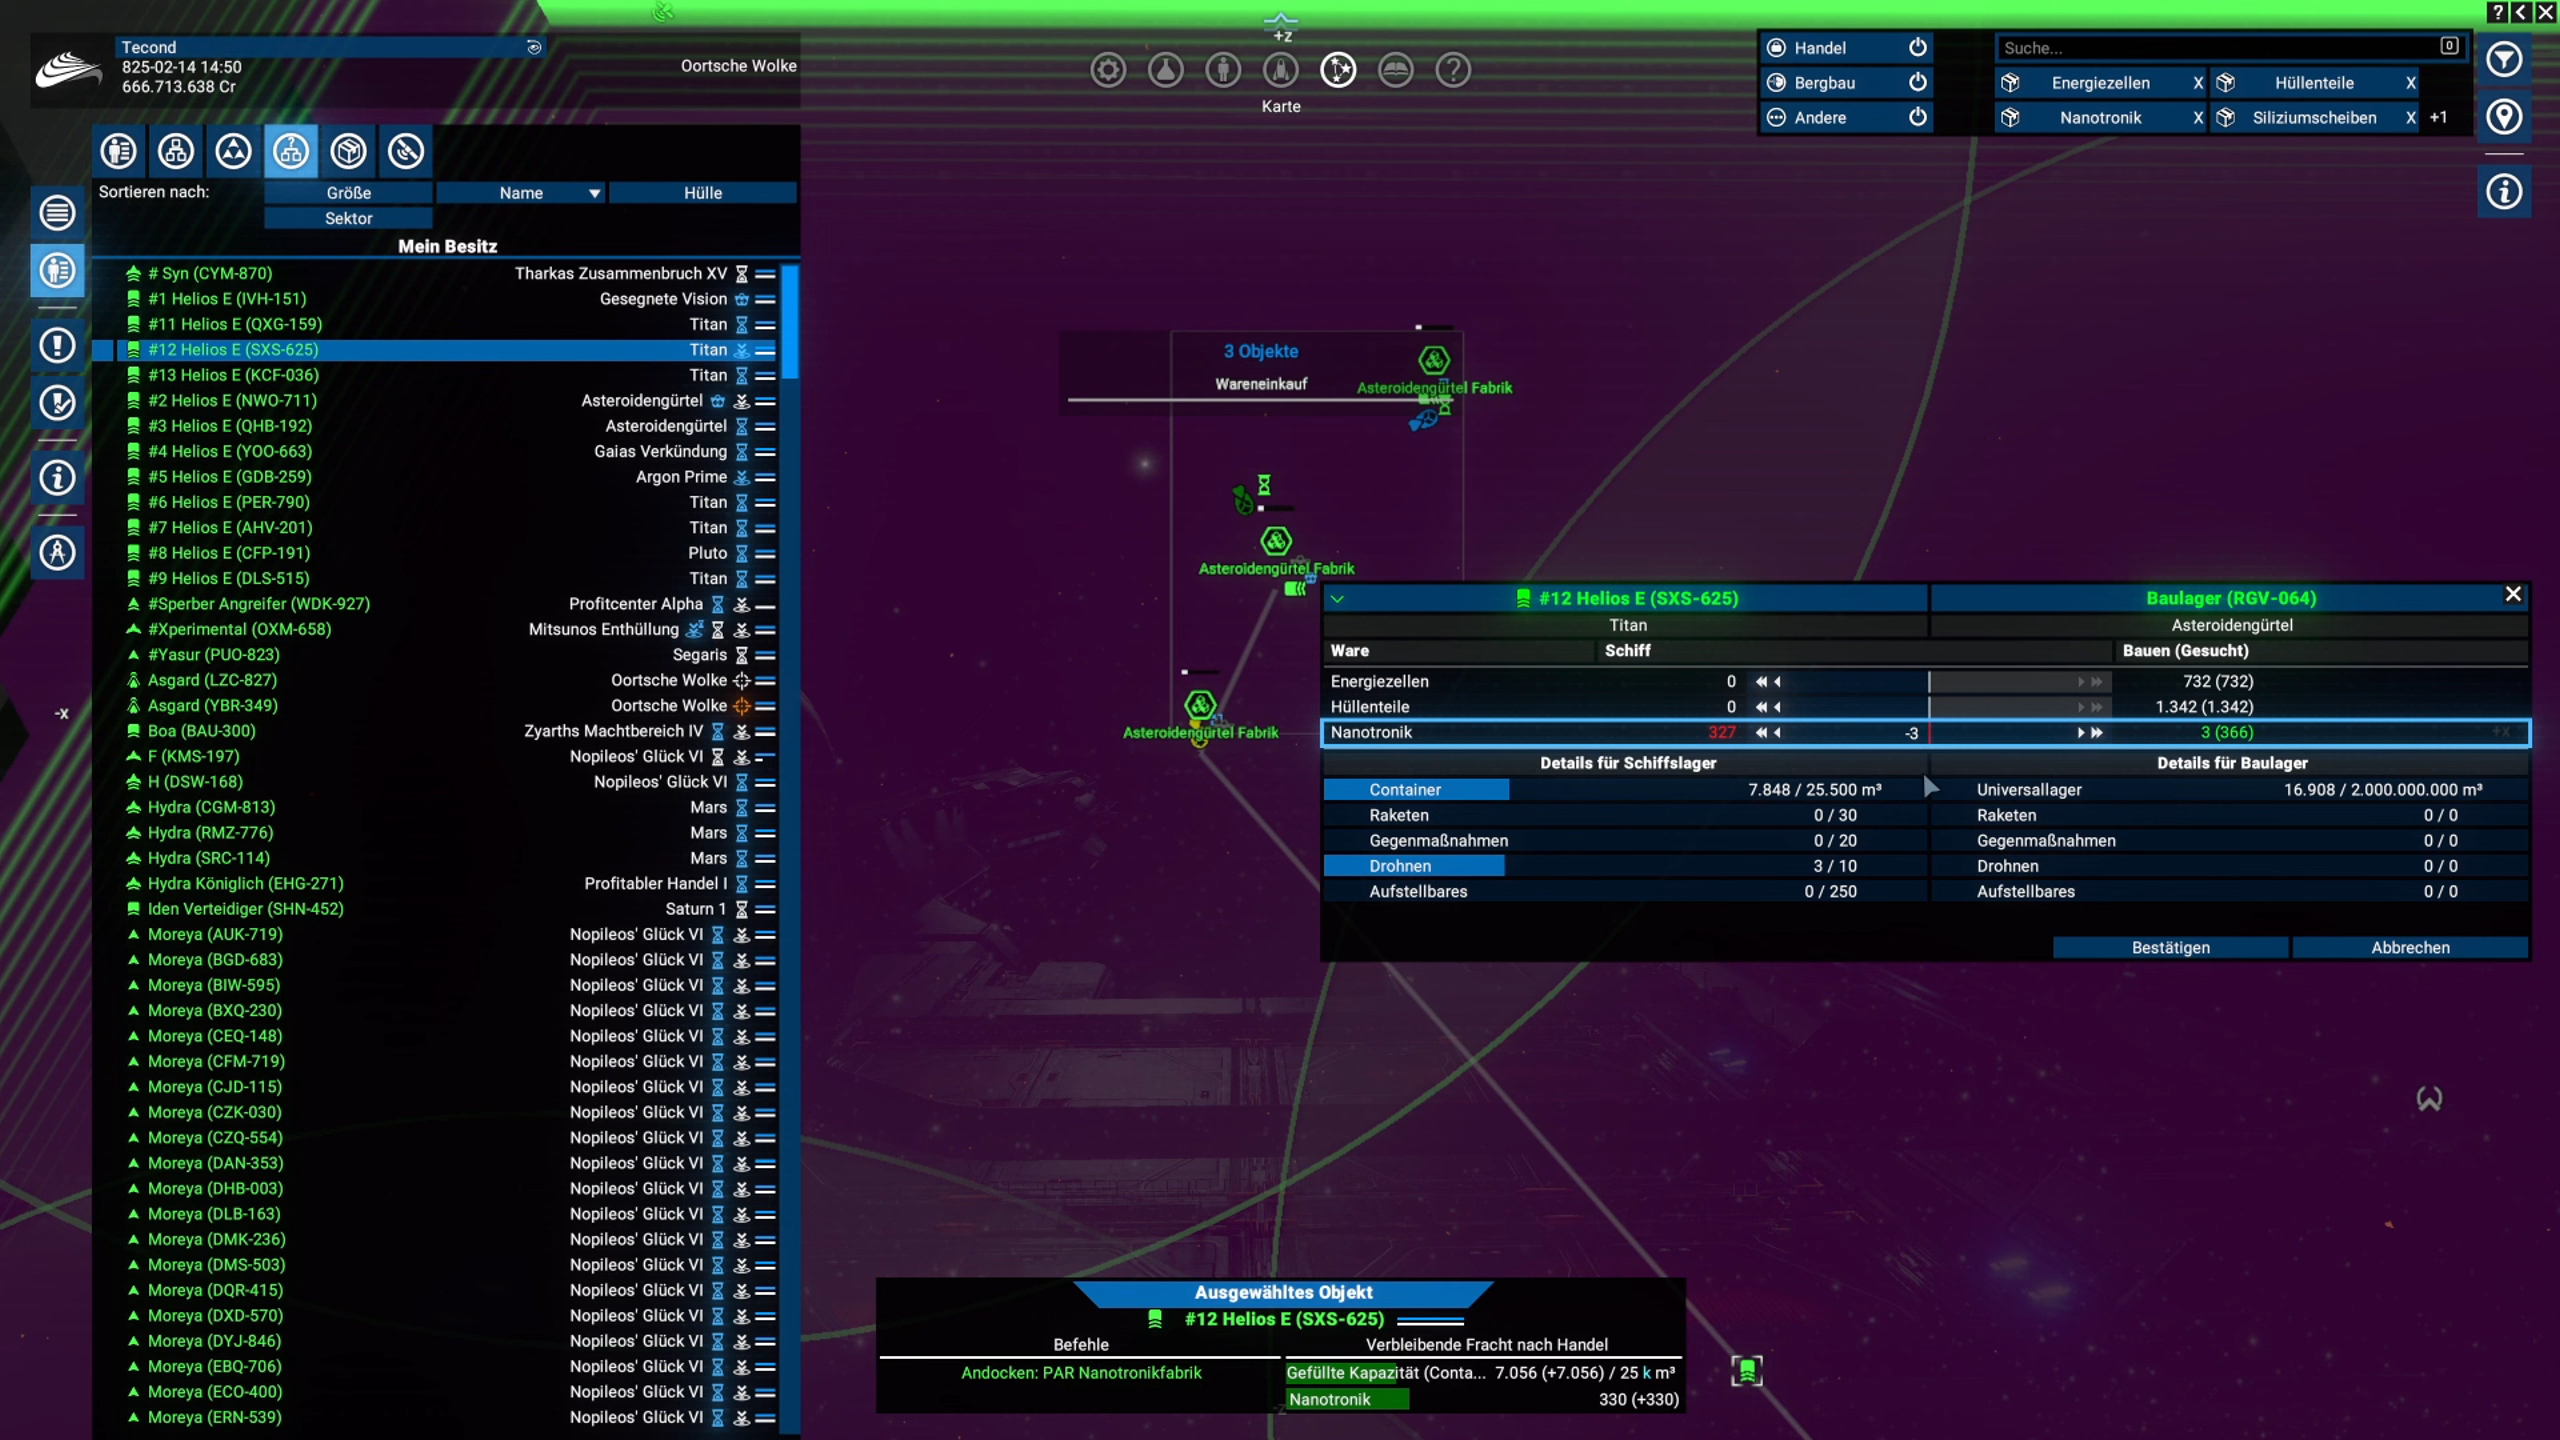 Tecond
825-02-14 14:50
666.713.638 Cr
Oortsche Wolke
+z
Karte
Handel
Bergbau
Andere
Suche...
0
Energiezellen X
Hüllenteile X
Nanotronik X
Siliziumscheiben X
+1
? < X
Sortieren nach:
Größe
Name
Hülle
Sektor
Mein Besitz
# Syn (CYM-870) Tharkas Zusammenbruch XV
#1 Helios E (IVH-151) Gesegnete Vision
#11 Helios E (QXG-159) Titan
#12 Helios E (SXS-625) Titan
#13 Helios E (KCF-036) Titan
#2 Helios E (NWO-711) Asteroidengürtel
#3 Helios E (QHB-192) Asteroidengürtel
#4 Helios E (YOO-663) Gaias Verkündung
#5 Helios E (GDB-259) Argon Prime
#6 Helios E (PER-790) Titan
#7 Helios E (AHV-201) Titan
#8 Helios E (CFP-191) Pluto
#9 Helios E (DLS-515) Titan
#Sperber Angreifer (WDK-927) Profitcenter Alpha
#Xperimental (OXM-658) Mitsunos Enthüllung
#Yasur (PUO-823) Segaris
Asgard (LZC-827) Oortsche Wolke
Asgard (YBR-349) Oortsche Wolke
Boa (BAU-300) Zyarths Machtbereich IV
F (KMS-197) Nopileos' Glück VI
H (DSW-168) Nopileos' Glück VI
Hydra (CGM-813) Mars
Hydra (RMZ-776) Mars
Hydra (SRC-114) Mars
Hydra Königlich (EHG-271) Profitabler Handel I
Iden Verteidiger (SHN-452) Saturn 1
Moreya (AUK-719) Nopileos' Glück VI
Moreya (BGD-683) Nopileos' Glück VI
Moreya (BIW-595) Nopileos' Glück VI
Moreya (BXQ-230) Nopileos' Glück VI
Moreya (CEQ-148) Nopileos' Glück VI
Moreya (CFM-719) Nopileos' Glück VI
Moreya (CJD-115) Nopileos' Glück VI
Moreya (CZK-030) Nopileos' Glück VI
Moreya (CZQ-554) Nopileos' Glück VI
Moreya (DAN-353) Nopileos' Glück VI
Moreya (DHB-003) Nopileos' Glück VI
Moreya (DLB-163) Nopileos' Glück VI
Moreya (DMK-236) Nopileos' Glück VI
Moreya (DMS-503) Nopileos' Glück VI
Moreya (DQR-415) Nopileos' Glück VI
Moreya (DXD-570) Nopileos' Glück VI
Moreya (DYJ-846) Nopileos' Glück VI
Moreya (EBQ-706) Nopileos' Glück VI
Moreya (ECO-400) Nopileos' Glück VI
Moreya (ERN-539) Nopileos' Glück VI
-x
3 Objekte
Wareneinkauf
Asteroidengürtel Fabrik
Asteroidengürtel Fabrik
Asteroidengürtel Fabrik
#12 Helios E (SXS-625) Baulager (RGV-064)
Titan Asteroidengürtel
Ware Schiff Bauen (Gesucht)
Energiezellen 0 732 (732)
Hüllenteile 0 1.342 (1.342)
Nanotronik 327 -3 3 (366) +x
Details für Schiffslager Details für Baulager
Container 7.848 / 25.500 m³ Universallager 16.908 / 2.000.000.000 m³
Raketen 0 / 30 Raketen 0 / 0
Gegenmaßnahmen 0 / 20 Gegenmaßnahmen 0 / 0
Drohnen 3 / 10 Drohnen 0 / 0
Aufstellbares 0 / 250 Aufstellbares 0 / 0
Bestätigen Abbrechen
Ausgewähltes Objekt
#12 Helios E (SXS-625)
Befehle Verbleibende Fracht nach Handel
Andocken: PAR Nanotronikfabrik Gefüllte Kapazität (Conta... 7.056 (+7.056) / 25 k m³
Nanotronik 330 (+330)
-z